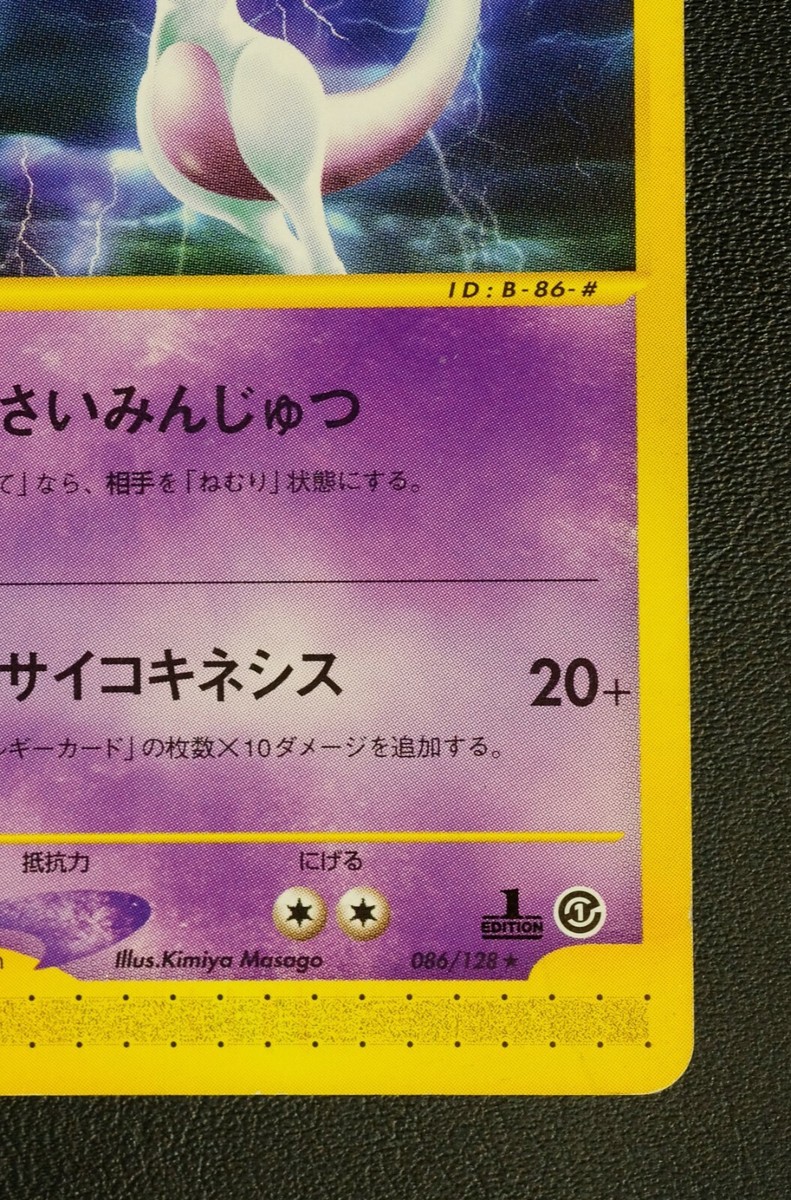 ID:B-86-#
さいみんじゅつ
て」なら、相手を「ねむり」状態にする。
サイコキネシス 20+
ルギーカード」の枚数×10ダメージを追加する。
抵抗力 にげる
1
EDITION
Illus.Kimiya Masago 086/128★